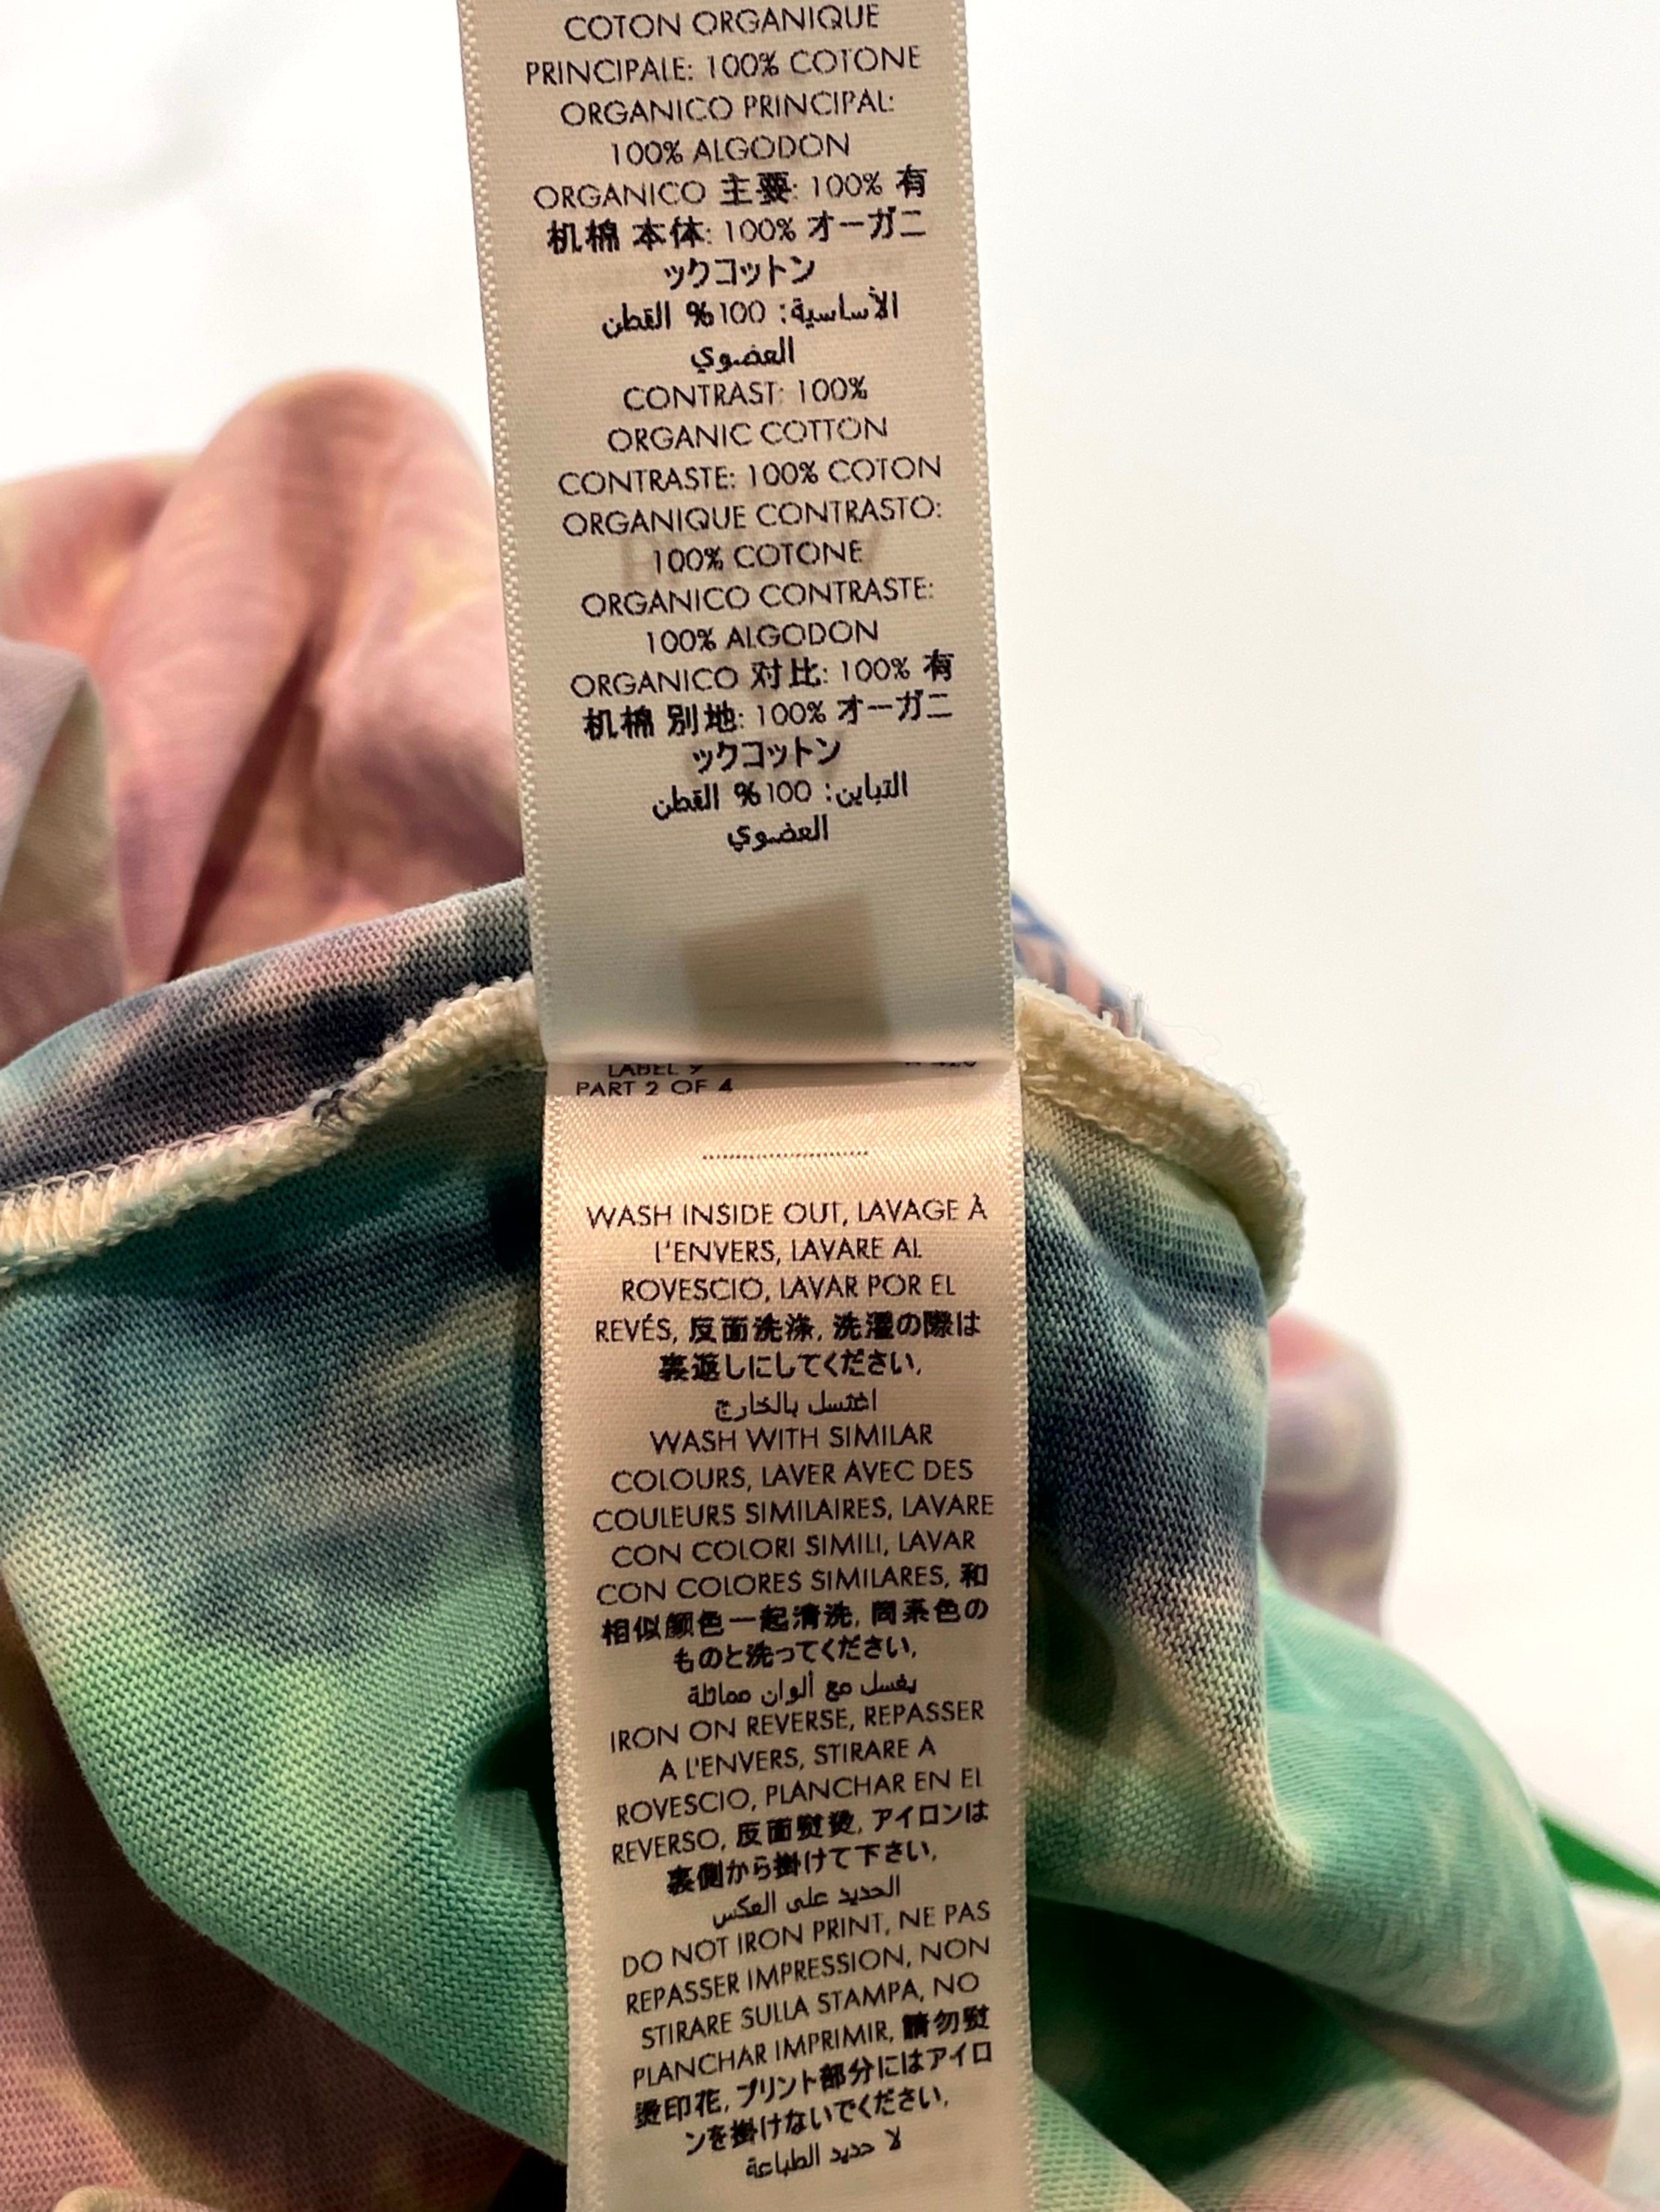 COTON ORGANIQUE
PRINCIPALE: 100% COTONE
ORGANICO PRINCIPAL:
100% ALGODON
ORGANICO 主要: 100% 有
机棉 本体: 100% オーガニ
ックコットン
الأساسية: 100% القطن
العضوي
CONTRAST: 100%
ORGANIC COTTON
CONTRASTE: 100% COTON
ORGANIQUE CONTRASTO:
100% COTONE
ORGANICO CONTRASTE:
100% ALGODON
ORGANICO 对比: 100% 有
机棉 別地: 100% オーガニ
ックコットン
التباين: 100% القطن
العضوي
LABEL 9
PART 2 OF 4
WASH INSIDE OUT, LAVAGE À
L'ENVERS, LAVARE AL
ROVESCIO, LAVAR POR EL
REVÉS, 反面洗涤, 洗濯の際は
裏返しにしてください,
اغتسل بالخارج
WASH WITH SIMILAR
COLOURS, LAVER AVEC DES
COULEURS SIMILAIRES, LAVARE
CON COLORI SIMILI, LAVAR
CON COLORES SIMILARES, 和
相似颜色一起清洗, 同系色の
ものと洗ってください,
يغسل مع ألوان مماثلة
IRON ON REVERSE, REPASSER
A L'ENVERS, STIRARE A
ROVESCIO, PLANCHAR EN EL
REVERSO, 反面熨烫, アイロンは
裏側から掛けて下さい,
الحديد على العكس
DO NOT IRON PRINT, NE PAS
REPASSER IMPRESSION, NON
STIRARE SULLA STAMPA, NO
PLANCHAR IMPRIMIR, 請勿熨
燙印花, プリント部分にはアイロ
ンを掛けないでください,
لا حديد الطباعة